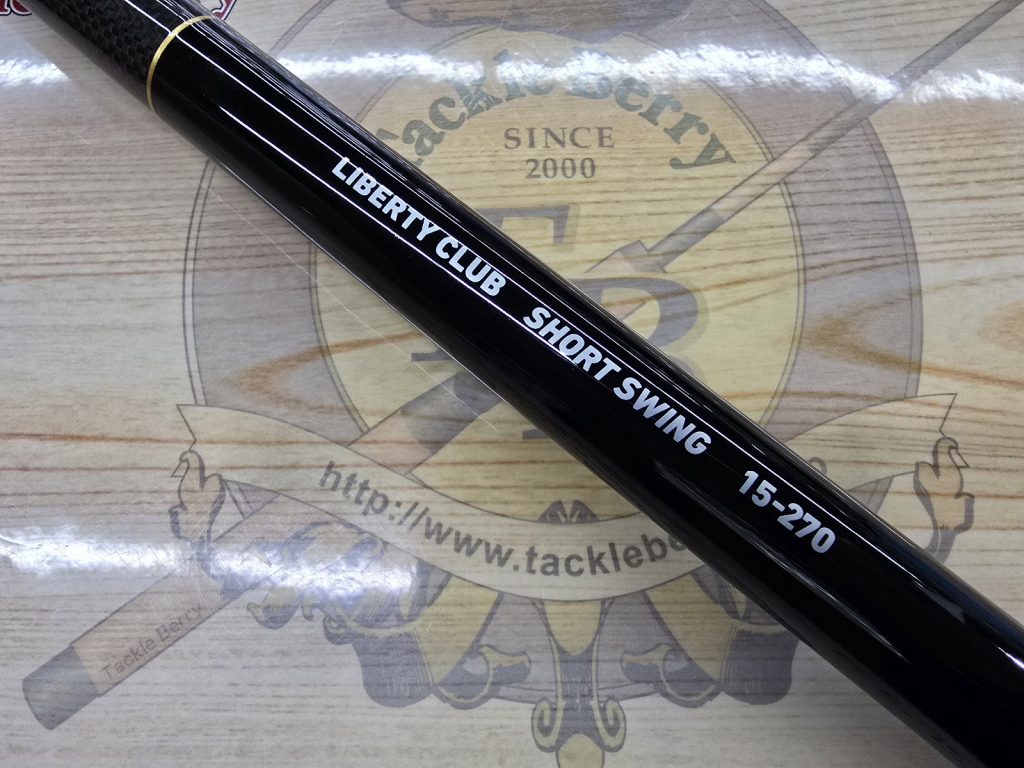 Tackle Berry
SINCE
2000
LIBERTY CLUB SHORT SWING 15-270
http://www.tacklebe
Tackle Berry